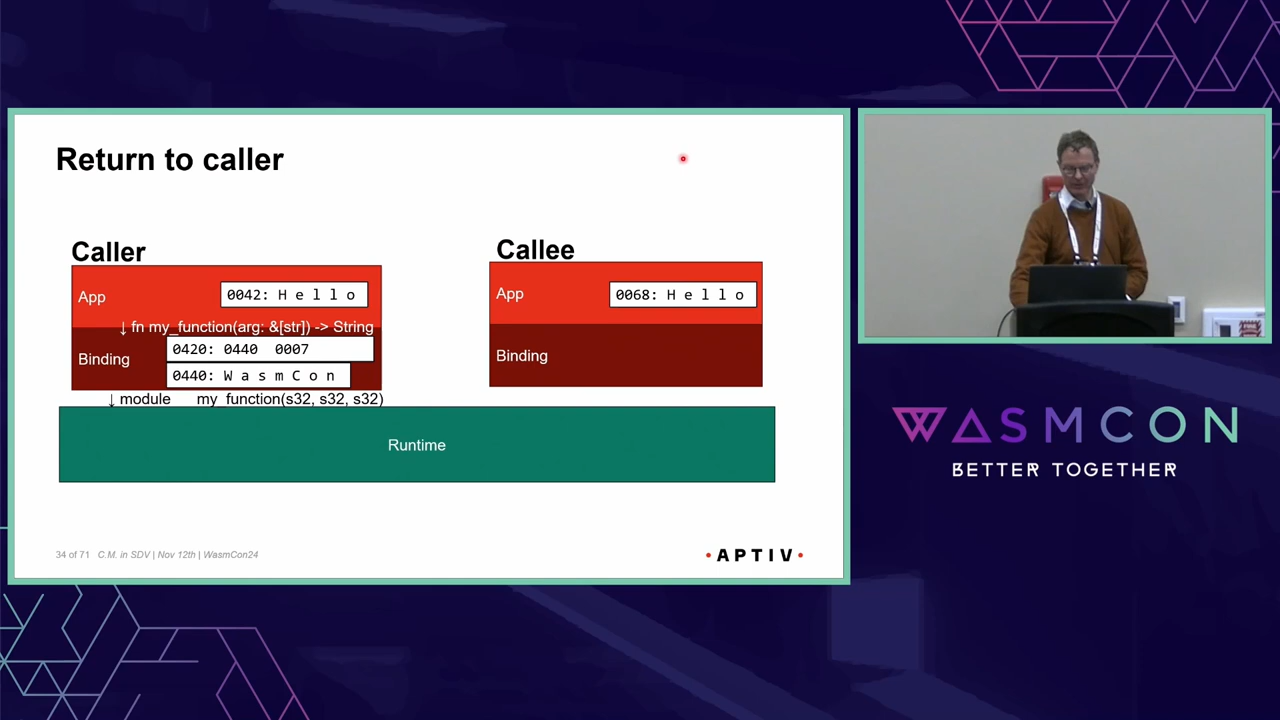 Return to caller
Caller
App
0042: H e l l o
↓ fn my_function(arg: &[str]) -> String
Binding
0420: 0440 0007
0440: W a s m C o n
↓ module my_function(s32, s32, s32)
Callee
App
0068: H e l l o
Binding
Runtime
34 of 71 C.M. in SDV | Nov 12th | WasmCon24
• A P T I V •
WASMCON
BETTER TOGETHER